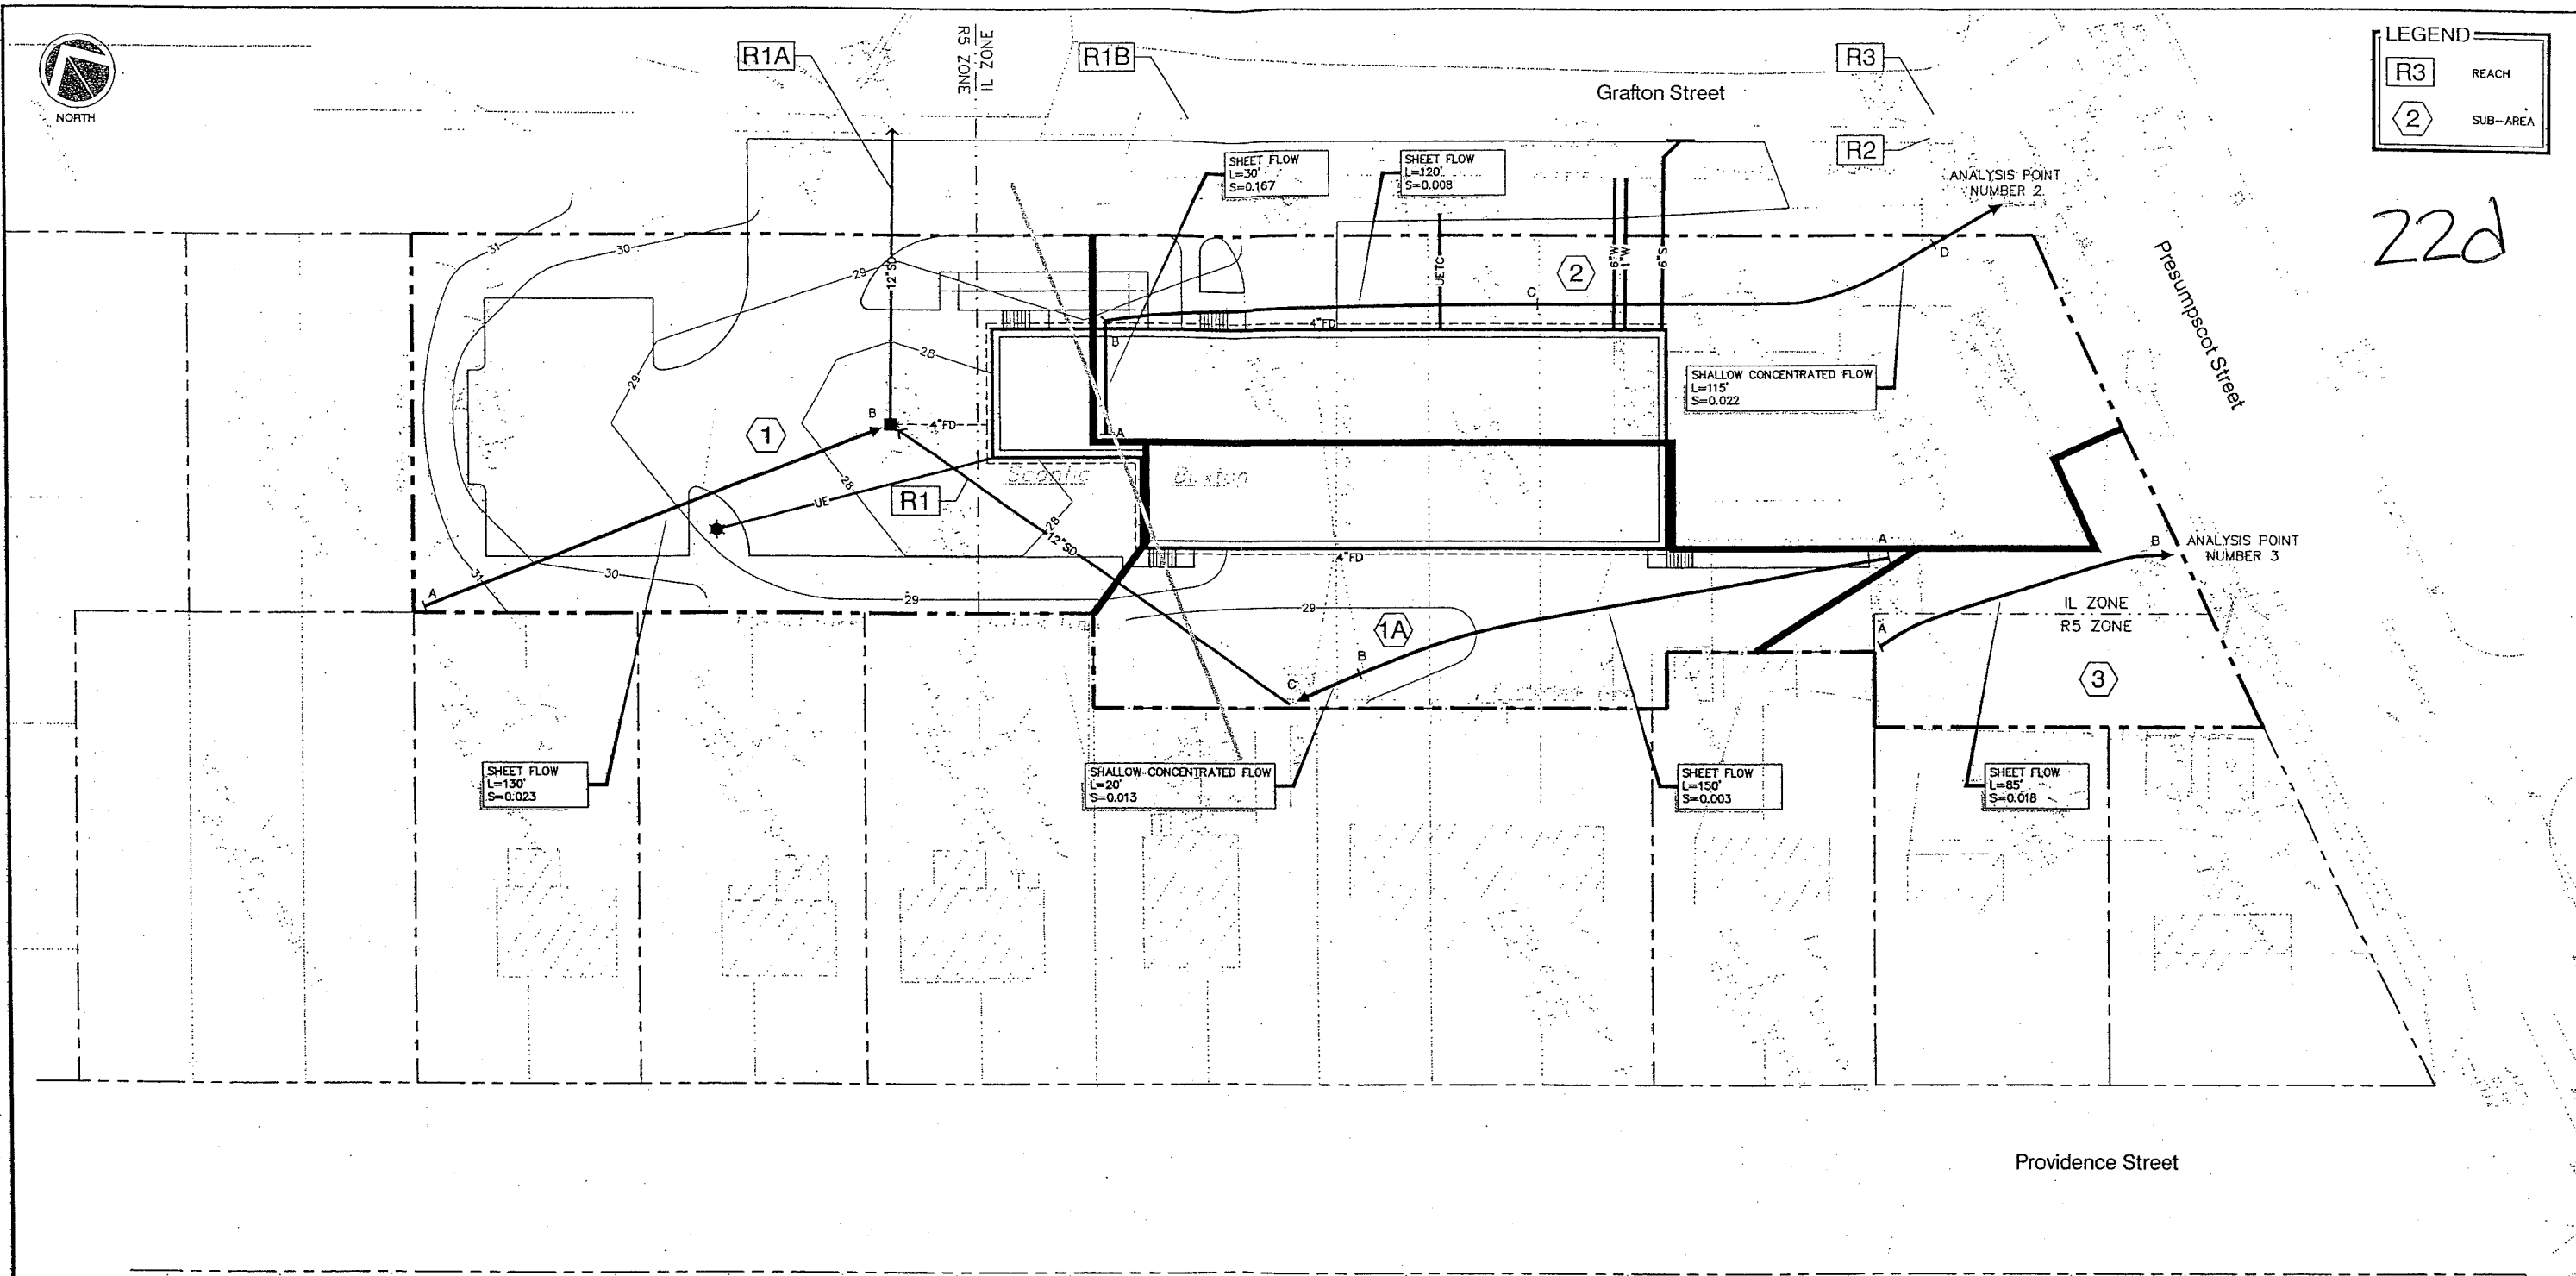 NORTH
R1A
R5 ZONE
IL ZONE
R1B
Grafton Street
R3
R2
ANALYSIS POINT
NUMBER 2
LEGEND
R3 REACH
2 SUB-AREA
22d
SHEET FLOW
L=30'
S=0.167
SHEET FLOW
L=120'
S=0.008
31
30
29
12"SD
UETC
6"W
1"W
6"S
2
C
D
Presumpscot Street
4"FD
B
28
29
SHALLOW CONCENTRATED FLOW
L=115'
S=0.022
1
B
4"FD
A
Scantic
Buxton
28
R1
UE
28
12"SD
4"FD
A
B
ANALYSIS POINT
NUMBER 3
31
30
A
29
29
1A
IL ZONE
R5 ZONE
A
B
C
3
SHEET FLOW
L=130'
S=0.023
SHALLOW CONCENTRATED FLOW
L=20'
S=0.013
SHEET FLOW
L=150'
S=0.003
SHEET FLOW
L=85'
S=0.018
Providence Street